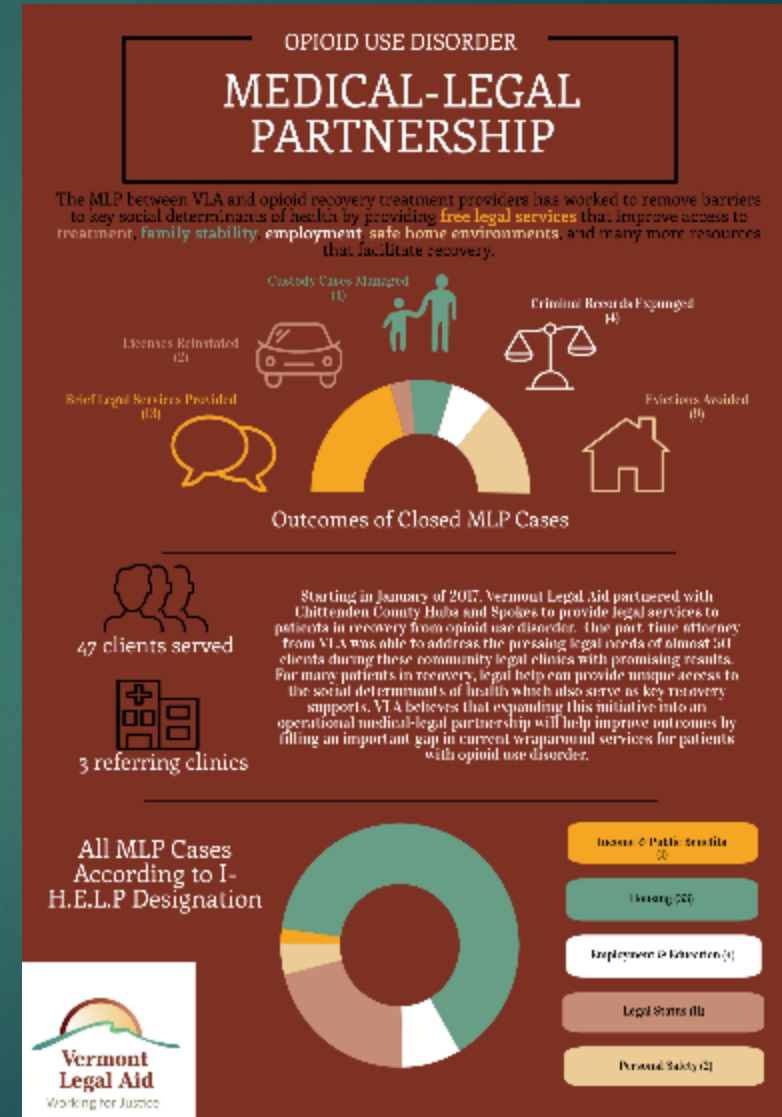 OPIOID USE DISORDER
MEDICAL-LEGAL
PARTNERSHIP
The MLP between VLA and opioid recovery treatment providers has worked to remove barriers
to key social determinants of health by providing free legal services that improve access to
treatment, family stability, employment, safe home environments, and many more resources
that facilitate recovery.
Custody Cases Managed
(4)
Criminal Records Expunged
(4)
Licenses Reinstated
(2)
Brief Legal Services Provided
(13)
Evictions Avoided
(9)
Outcomes of Closed MLP Cases
47 clients served
3 referring clinics
Starting in January of 2017, Vermont Legal Aid partnered with
Chittenden County Hubs and Spokes to provide legal services to
patients in recovery from opioid use disorder. One part time attorney
from VLA was able to address the pressing legal needs of almost 50
clients during these community legal clinics with promising results.
For many patients in recovery, legal help can provide unique access to
the social determinants of health which also serve as key recovery
supports. VLA believes that expanding this initiative into an
operational medical-legal partnership will help improve outcomes by
filling an important gap in current wraparound services for patients
with opioid use disorder.
All MLP Cases
According to I-
H.E.L.P Designation
Income & Public Benefits
(1)
Housing (33)
Employment & Education (4)
Legal Status (11)
Personal Safety (2)
Vermont
Legal Aid
Working for Justice